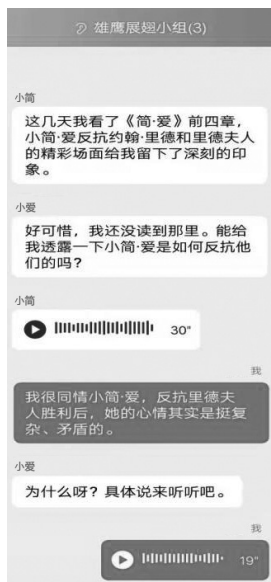 雄鹰展翅小组(3)
小简
这几天我看了《简·爱》前四章，
小简·爱反抗约翰·里德和里德夫人
的精彩场面给我留下了深刻的印
象。
小爱
好可惜，我还没读到那里。能给
我透露一下小简·爱是如何反抗他
们的吗？
小简
30"
我
我很同情小简·爱，反抗里德夫
人胜利后，她的心情其实是挺复
杂、矛盾的。
小爱
为什么呀？具体说来听听吧。
我
19"